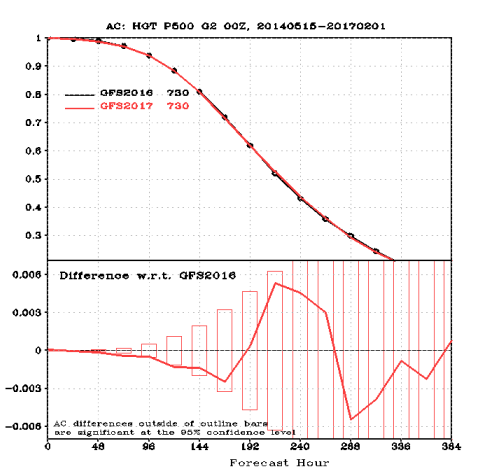 AC: HGT P500 G2 00Z, 20140515-20170201
1
0.9
0.8
0.7
0.6
0.5
0.4
0.3
GFS2016 730
GFS2017 730
Difference w.r.t. GFS2016
0.006
0.003
0
-0.003
-0.006
AC differences outside of outline bars
are significant at the 95% confidence level
0 48 96 144 192 240 288 336 384
Forecast Hour